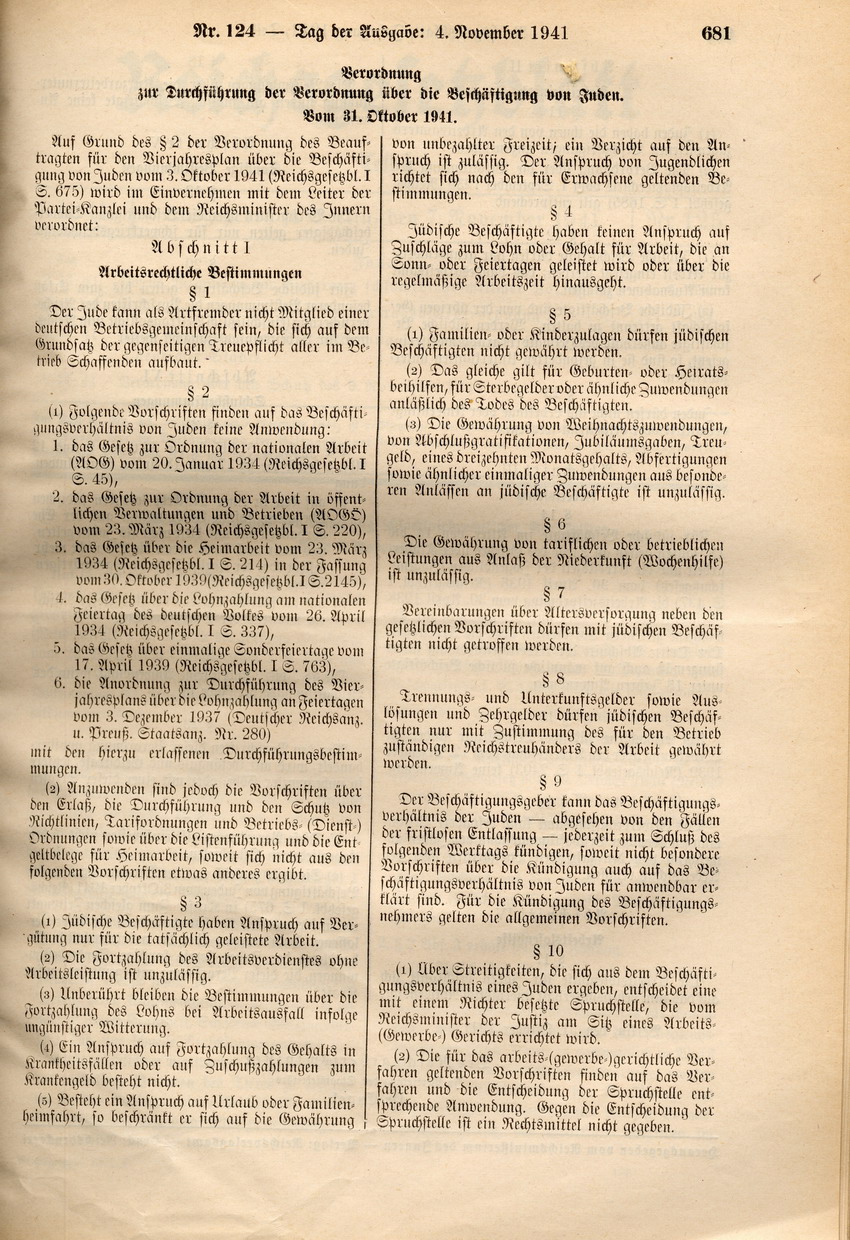 Nr. 124 — Tag der Ausgabe: 4. November 1941 681
Verordnung
zur Durchführung der Verordnung über die Beschäftigung von Juden.
Vom 31. Oktober 1941.
Auf Grund des § 2 der Verordnung des Beauf-
tragten für den Vierjahresplan über die Beschäfti-
gung von Juden vom 3. Oktober 1941 (Reichsgesetzbl. I
S. 675) wird im Einvernehmen mit dem Leiter der
Partei-Kanzlei und dem Reichsminister des Innern
verordnet:
Abschnitt I
Arbeitsrechtliche Bestimmungen
§ 1
Der Jude kann als Artfremder nicht Mitglied einer
deutschen Betriebsgemeinschaft sein, die sich auf dem
Grundsatz der gegenseitigen Treuepflicht aller im Be-
trieb Schaffenden aufbaut.
§ 2
(1) Folgende Vorschriften finden auf das Beschäfti-
gungsverhältnis von Juden keine Anwendung:
1. das Gesetz zur Ordnung der nationalen Arbeit
(AOG) vom 20. Januar 1934 (Reichsgesetzbl. I
S. 45),
2. das Gesetz zur Ordnung der Arbeit in öffent-
lichen Verwaltungen und Betrieben (AOGÖ)
vom 23. März 1934 (Reichsgesetzbl. I S. 220),
3. das Gesetz über die Heimarbeit vom 23. März
1934 (Reichsgesetzbl. I S. 214) in der Fassung
vom 30. Oktober 1939 (Reichsgesetzbl. I S. 2145),
4. das Gesetz über die Lohnzahlung am nationalen
Feiertag des deutschen Volkes vom 26. April
1934 (Reichsgesetzbl. I S. 337),
5. das Gesetz über einmalige Sonderfeiertage vom
17. April 1939 (Reichsgesetzbl. I S. 763),
6. die Anordnung zur Durchführung des Vier-
jahresplans über die Lohnzahlung an Feiertagen
vom 3. Dezember 1937 (Deutscher Reichsanz.
u. Preuß. Staatsanz. Nr. 280)
mit den hierzu erlassenen Durchführungsbestim-
mungen.
(2) Anzuwenden sind jedoch die Vorschriften über
den Erlaß, die Durchführung und den Schutz von
Richtlinien, Tarifordnungen und Betriebs- (Dienst-)
Ordnungen sowie über die Listenführung und die Ent-
geltbelege für Heimarbeit, soweit sich nicht aus den
folgenden Vorschriften etwas anderes ergibt.
§ 3
(1) Jüdische Beschäftigte haben Anspruch auf Ver-
gütung nur für die tatsächlich geleistete Arbeit.
(2) Die Fortzahlung des Arbeitsverdienstes ohne
Arbeitsleistung ist unzulässig.
(3) Unberührt bleiben die Bestimmungen über die
Fortzahlung des Lohns bei Arbeitsausfall infolge
ungünstiger Witterung.
(4) Ein Anspruch auf Fortzahlung des Gehalts in
Krankheitsfällen oder auf Zuschußzahlungen zum
Krankengeld besteht nicht.
(5) Besteht ein Anspruch auf Urlaub oder Familien-
heimfahrt, so beschränkt er sich auf die Gewährung
von unbezahlter Freizeit; ein Verzicht auf den An-
spruch ist zulässig. Der Anspruch von Jugendlichen
richtet sich nach den für Erwachsene geltenden Be-
stimmungen.
§ 4
Jüdische Beschäftigte haben keinen Anspruch auf
Zuschläge zum Lohn oder Gehalt für Arbeit, die an
Sonn- oder Feiertagen geleistet wird oder über die
regelmäßige Arbeitszeit hinausgeht.
§ 5
(1) Familien- oder Kinderzulagen dürfen jüdischen
Beschäftigten nicht gewährt werden.
(2) Das gleiche gilt für Geburten- oder Heirats-
beihilfen, für Sterbegelder oder ähnliche Zuwendungen
anläßlich des Todes des Beschäftigten.
(3) Die Gewährung von Weihnachtszuwendungen,
von Abschlußgratifikationen, Jubiläumsgaben, Treu-
geld, eines dreizehnten Monatsgehalts, Abfertigungen
sowie ähnlicher einmaliger Zuwendungen aus besonde-
ren Anlässen an jüdische Beschäftigte ist unzulässig.
§ 6
Die Gewährung von tariflichen oder betrieblichen
Leistungen aus Anlaß der Niederkunft (Wochenhilfe)
ist unzulässig.
§ 7
Vereinbarungen über Altersversorgung neben den
gesetzlichen Vorschriften dürfen mit jüdischen Beschäf-
tigten nicht getroffen werden.
§ 8
Trennungs- und Unterkunftsgelder sowie Aus-
lösungen und Zehrgelder dürfen jüdischen Beschäf-
tigten nur mit Zustimmung des für den Betrieb
zuständigen Reichstreuhänders der Arbeit gewährt
werden.
§ 9
Der Beschäftigungsgeber kann das Beschäftigungs-
verhältnis der Juden — abgesehen von den Fällen
der fristlosen Entlassung — jederzeit zum Schluß des
folgenden Werktags kündigen, soweit nicht besondere
Vorschriften über die Kündigung auch auf das Be-
schäftigungsverhältnis von Juden für anwendbar er-
klärt sind. Für die Kündigung des Beschäftigungs-
nehmers gelten die allgemeinen Vorschriften.
§ 10
(1) Über Streitigkeiten, die sich aus dem Beschäfti-
gungsverhältnis eines Juden ergeben, entscheidet eine
mit einem Richter besetzte Spruchstelle, die vom
Reichsminister der Justiz am Sitz eines Arbeits-
(Gewerbe-) Gerichts errichtet wird.
(2) Die für das arbeits-(gewerbe-)gerichtliche Ver-
fahren geltenden Vorschriften finden auf das Ver-
fahren und die Entscheidung der Spruchstelle ent-
sprechende Anwendung. Gegen die Entscheidung der
Spruchstelle ist ein Rechtsmittel nicht gegeben.